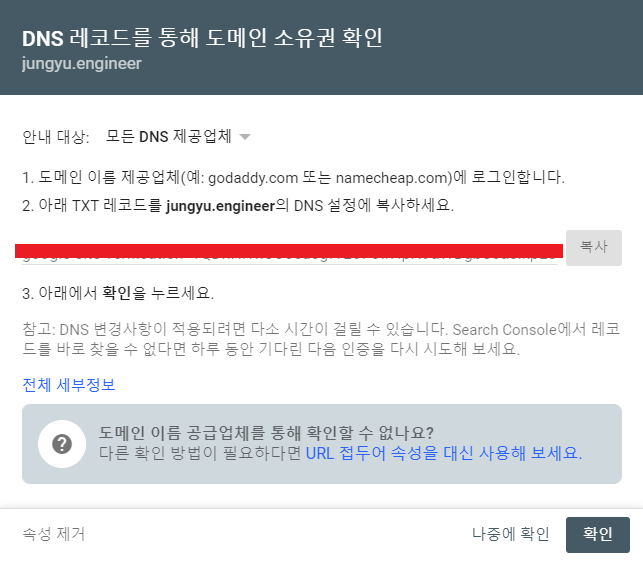 DNS 레코드를 통해 도메인 소유권 확인
jungyu.engineer
안내 대상: 모든 DNS 제공업체
1. 도메인 이름 제공업체(예: godaddy.com 또는 namecheap.com)에 로그인합니다.
2. 아래 TXT 레코드를 jungyu.engineer의 DNS 설정에 복사하세요.
복사
3. 아래에서 확인을 누르세요.
참고: DNS 변경사항이 적용되려면 다소 시간이 걸릴 수 있습니다. Search Console에서 레코
드를 바로 찾을 수 없다면 하루 동안 기다린 다음 인증을 다시 시도해 보세요.
전체 세부정보
도메인 이름 공급업체를 통해 확인할 수 없나요?
다른 확인 방법이 필요하다면 URL 접두어 속성을 대신 사용해 보세요.
속성 제거 나중에 확인 확인